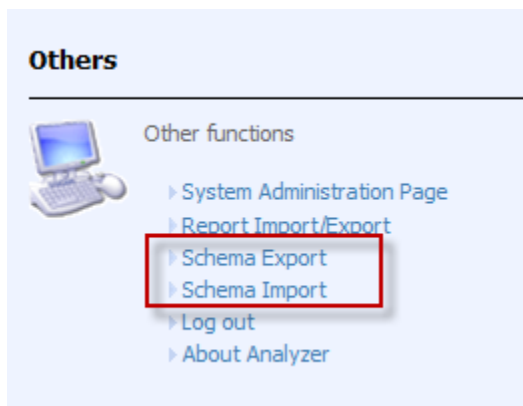 Others
Other functions
System Administration Page
Report Import/Export
Schema Export
Schema Import
Log out
About Analyzer